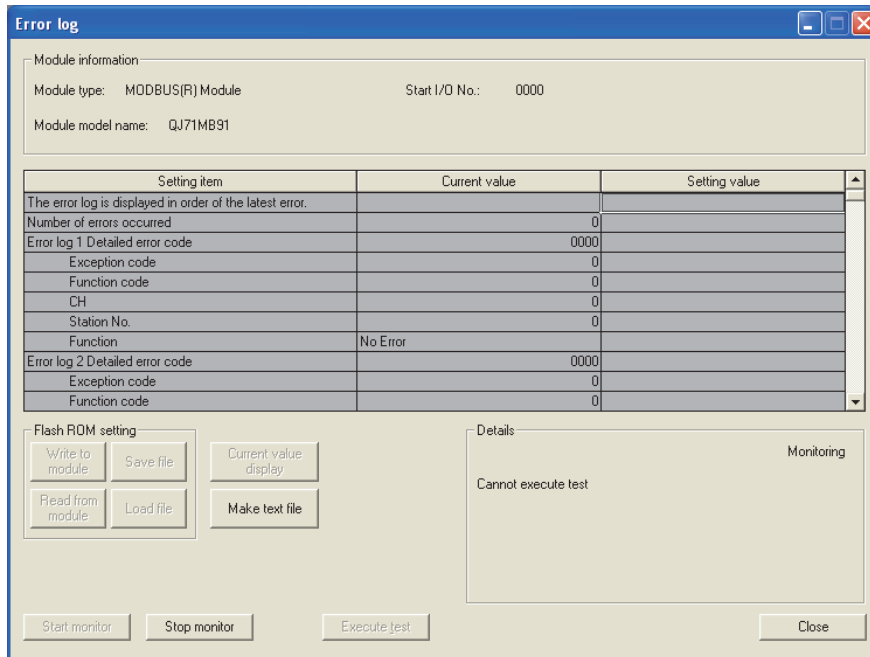 Error log
Module information
Module type: MODBUS(R) Module Start I/O No.: 0000
Module model name: QJ71MB91
Setting item Current value Setting value
The error log is displayed in order of the latest error.
Number of errors occurred 0
Error log 1 Detailed error code 0000
Exception code 0
Function code 0
CH 0
Station No. 0
Function No Error
Error log 2 Detailed error code 0000
Exception code 0
Function code 0
Flash ROM setting
Write to
module
Save file
Current value
display
Read from
module
Load file
Make text file
Details
Monitoring
Cannot execute test
Start monitor Stop monitor Execute test Close